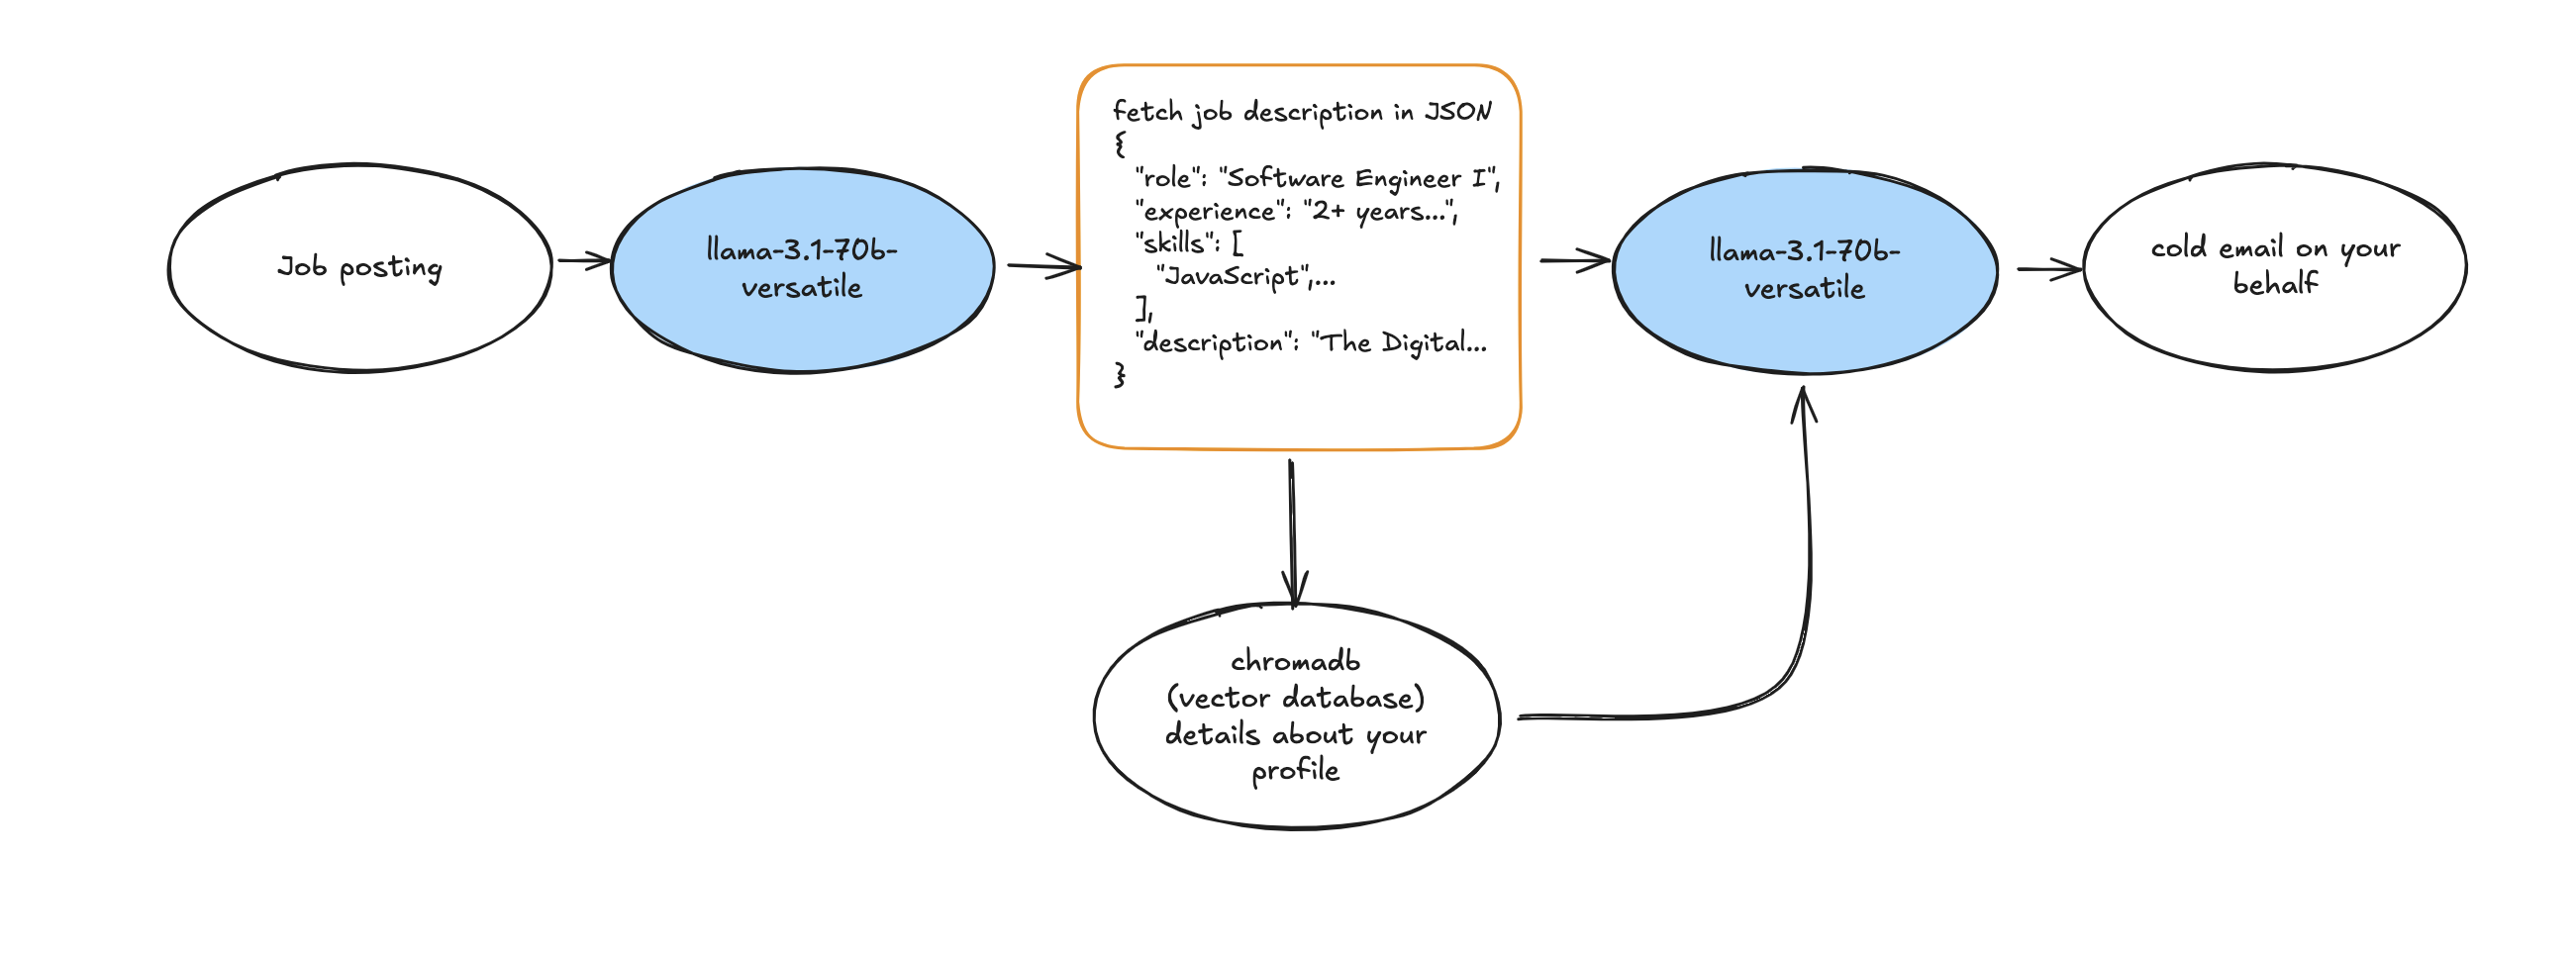 Job posting
llama-3.1-70b-
versatile
fetch job description in JSON
{
"role": "Software Engineer I",
"experience": "2+ years...",
"skills": [
"JavaScript",...
],
"description": "The Digital...
}
llama-3.1-70b-
versatile
cold email on your
behalf
chromadb
(vector database)
details about your
profile